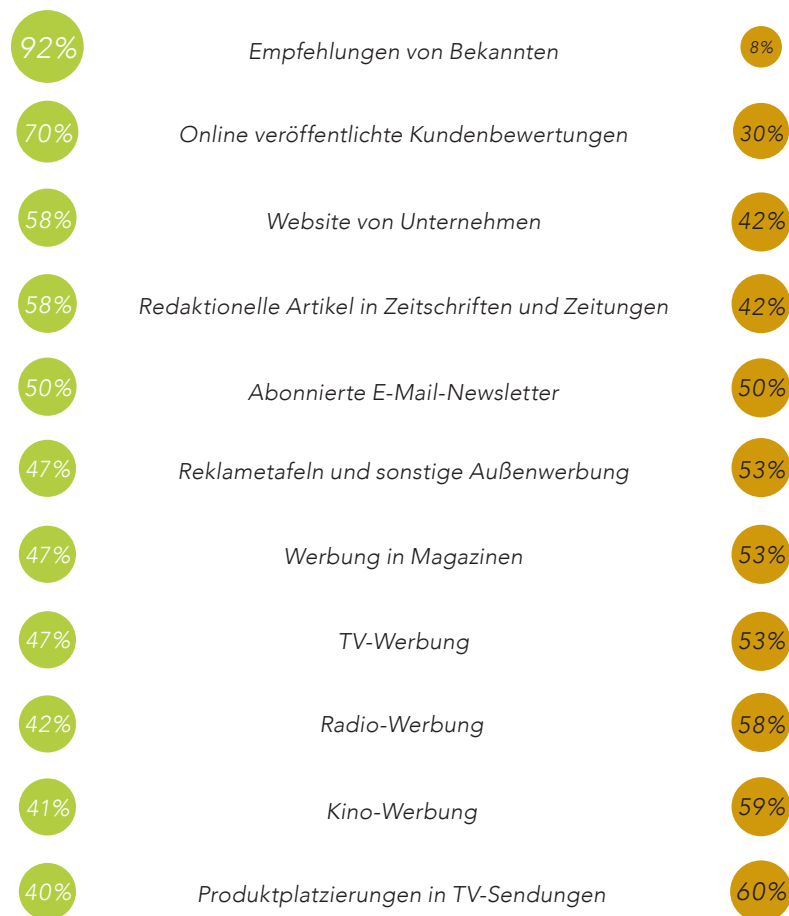 92% Empfehlungen von Bekannten 8%
70% Online veröffentlichte Kundenbewertungen 30%
58% Website von Unternehmen 42%
58% Redaktionelle Artikel in Zeitschriften und Zeitungen 42%
50% Abonnierte E-Mail-Newsletter 50%
47% Reklametafeln und sonstige Außenwerbung 53%
47% Werbung in Magazinen 53%
47% TV-Werbung 53%
42% Radio-Werbung 58%
41% Kino-Werbung 59%
40% Produktplatzierungen in TV-Sendungen 60%